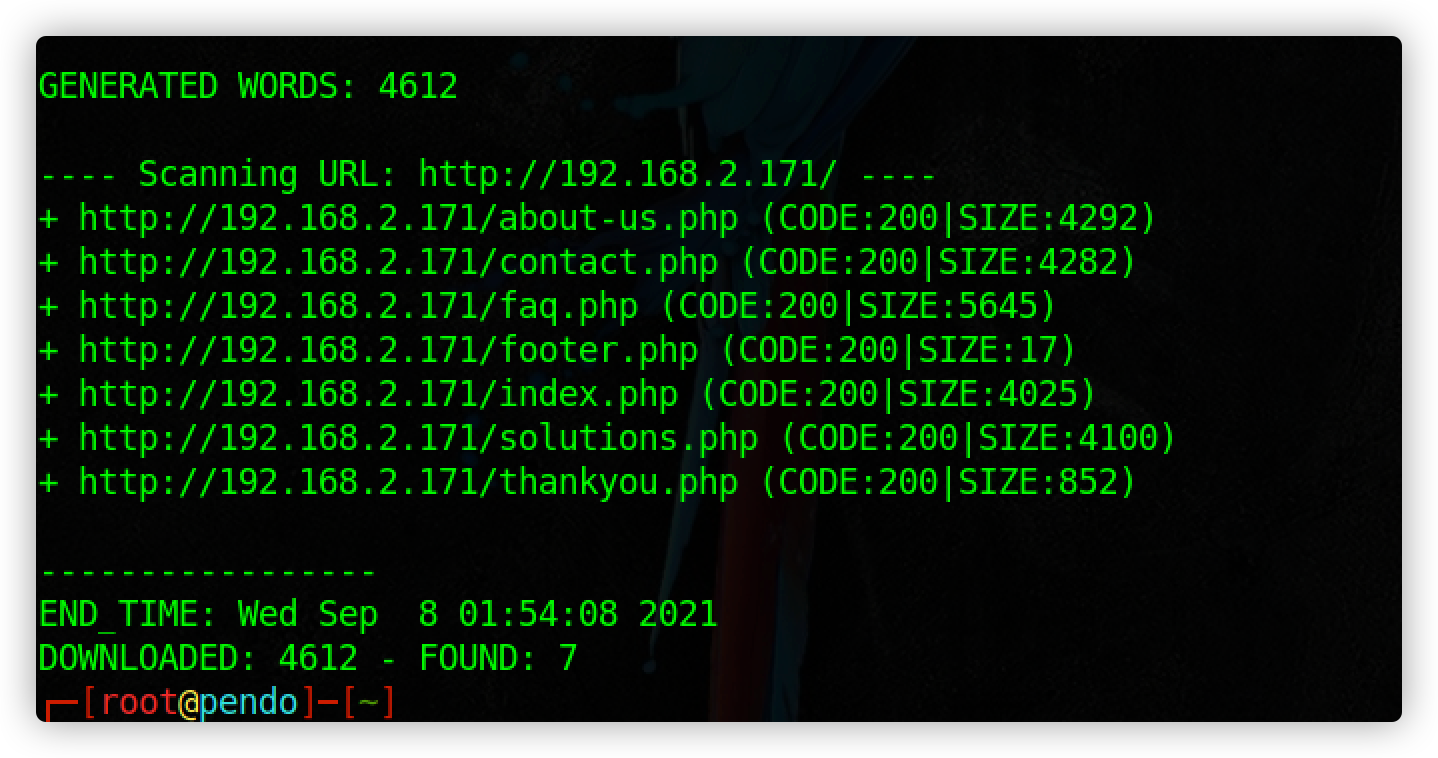 GENERATED WORDS: 4612
---- Scanning URL: http://192.168.2.171/ ----
+ http://192.168.2.171/about-us.php (CODE:200|SIZE:4292)
+ http://192.168.2.171/contact.php (CODE:200|SIZE:4282)
+ http://192.168.2.171/faq.php (CODE:200|SIZE:5645)
+ http://192.168.2.171/footer.php (CODE:200|SIZE:17)
+ http://192.168.2.171/index.php (CODE:200|SIZE:4025)
+ http://192.168.2.171/solutions.php (CODE:200|SIZE:4100)
+ http://192.168.2.171/thankyou.php (CODE:200|SIZE:852)
-----------------
END_TIME: Wed Sep  8 01:54:08 2021
DOWNLOADED: 4612 - FOUND: 7
┌─[root@pendo]─[~]